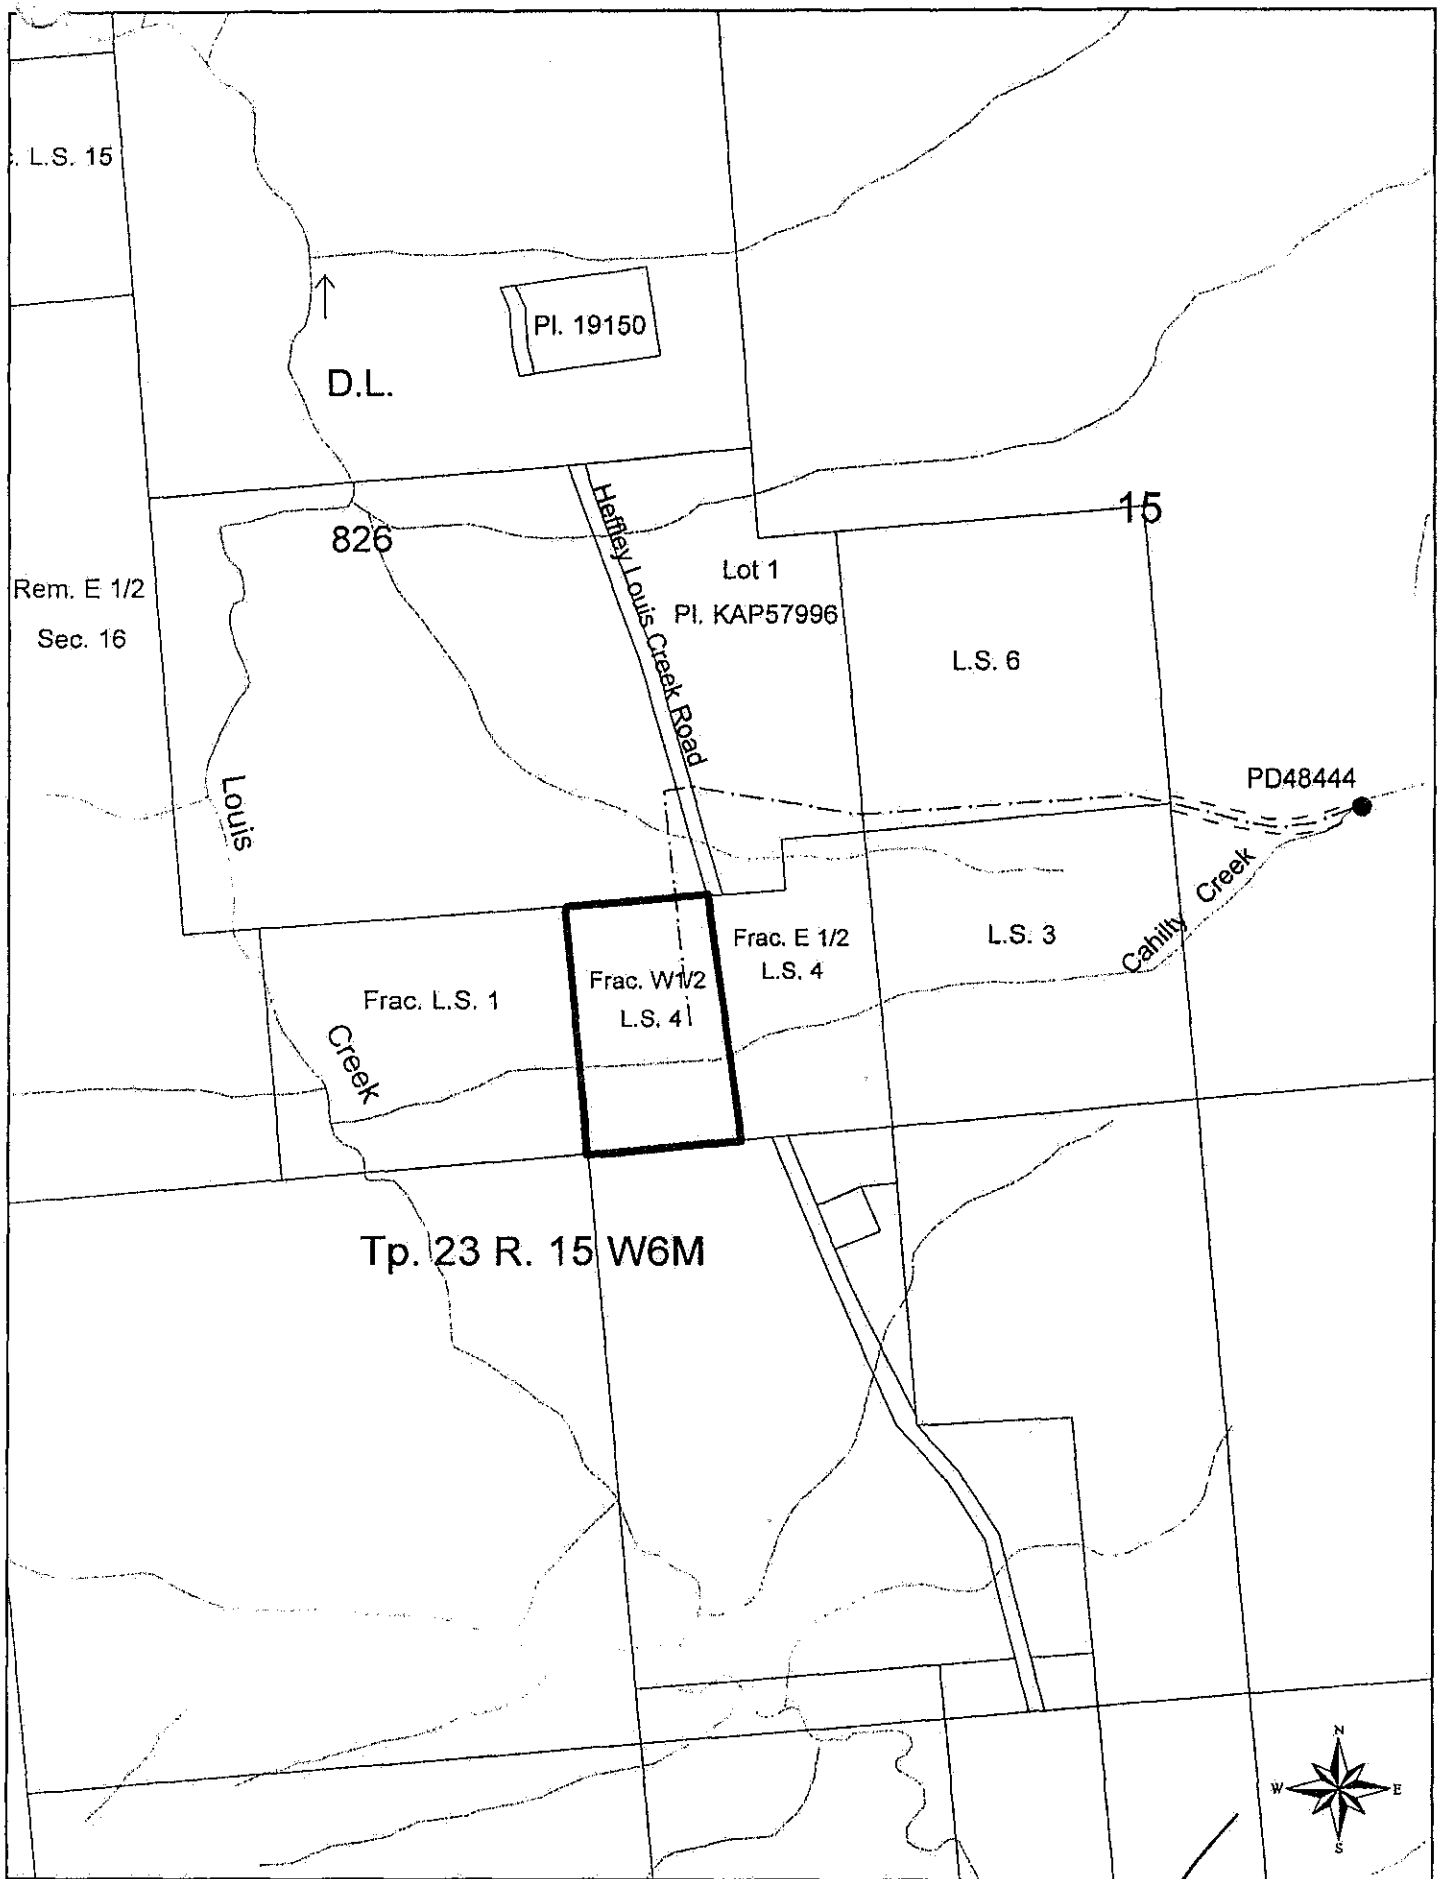 L.S. 15
Pl. 19150
D.L.
826
15
Heffley Louis Creek Road
Lot 1
Pl. KAP57996
Rem. E 1/2
Sec. 16
L.S. 6
PD48444
Louis
Creek
Cahilty Creek
Frac. E 1/2
L.S. 4
L.S. 3
Frac. W1/2
L.S. 4
Frac. L.S. 1
Tp. 23 R. 15 W6M
N
W
E
S